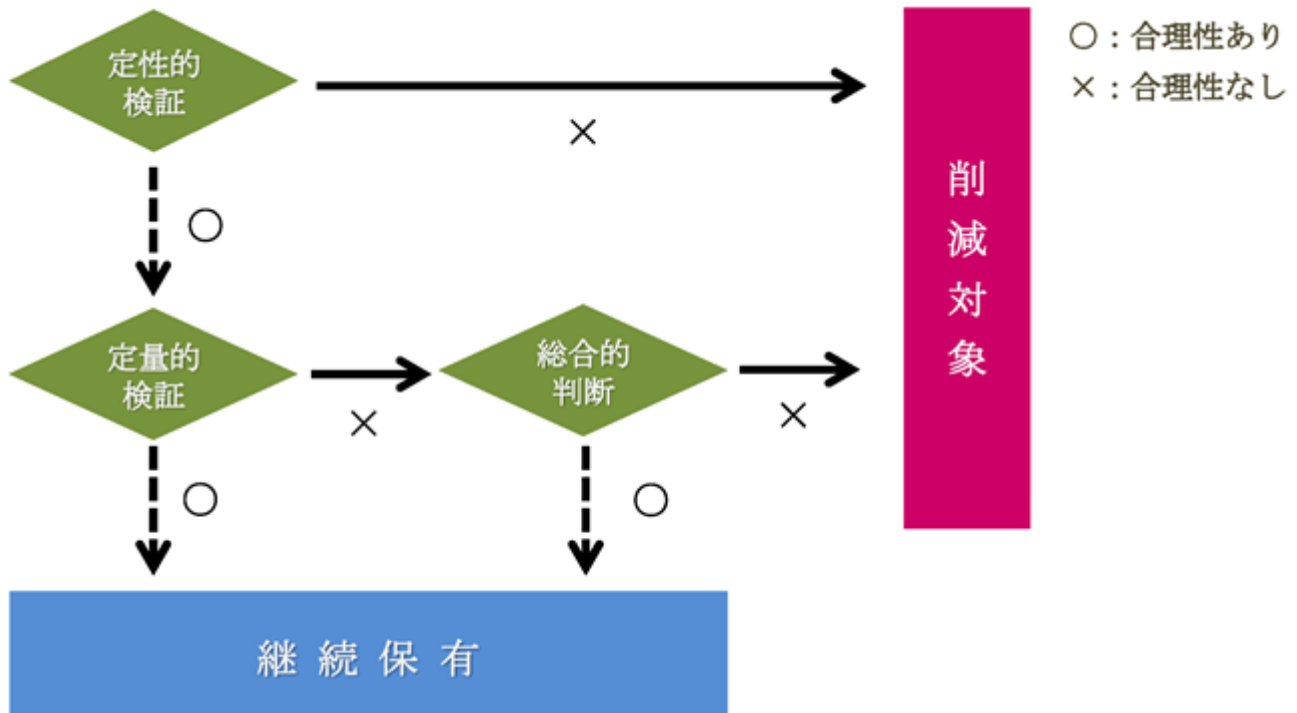 定性的
検証
×
○
○：合理性あり
×：合理性なし
削減対象
定量的
検証
×
総合的
判断
×
○
○
継続保有